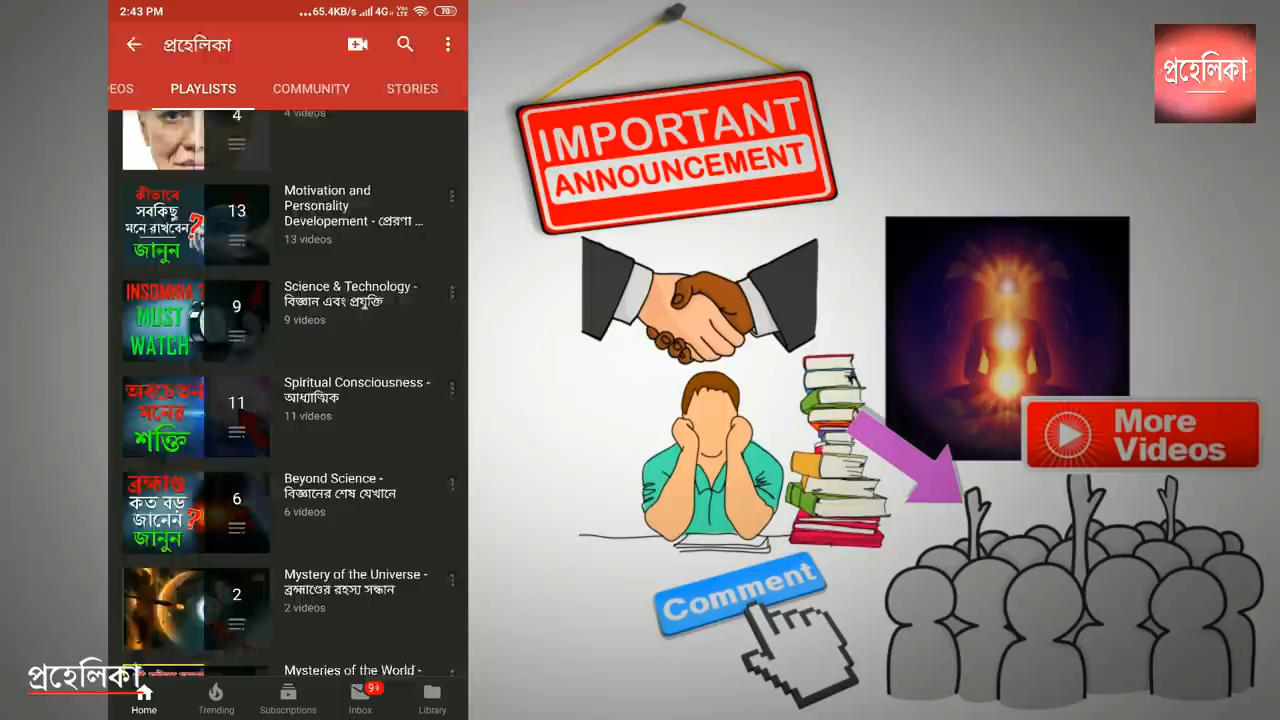 2:43 PM
...65.4KB/s 4G Vo LTE 70
প্রহেলিকা
EOS PLAYLISTS COMMUNITY STORIES
4
4 videos
কীভাবে
সবকিছু
মনে রাখবেন?
জানুন
13
Motivation and
Personality
Developement - প্রেরণা ...
13 videos
INSOMNIA ?
MUST
WATCH
9
Science & Technology -
বিজ্ঞান এবং প্রযুক্তি
9 videos
অবচেতন
মনের
শক্তি
11
Spiritual Consciousness -
আধ্যাত্মিক
11 videos
ব্রহ্মাণ্ড
কত বড়
জানেন?
জানুন
6
Beyond Science -
বিজ্ঞানের শেষ যেখানে
6 videos
2
Mystery of the Universe -
ব্রহ্মাণ্ডের রহস্য সন্ধান
2 videos
Mysteries of the World -
প্রহেলিকা
Home Trending Subscriptions Inbox Library
9+
IMPORTANT
ANNOUNCEMENT
Comment
More
Videos
প্রহেলিকা